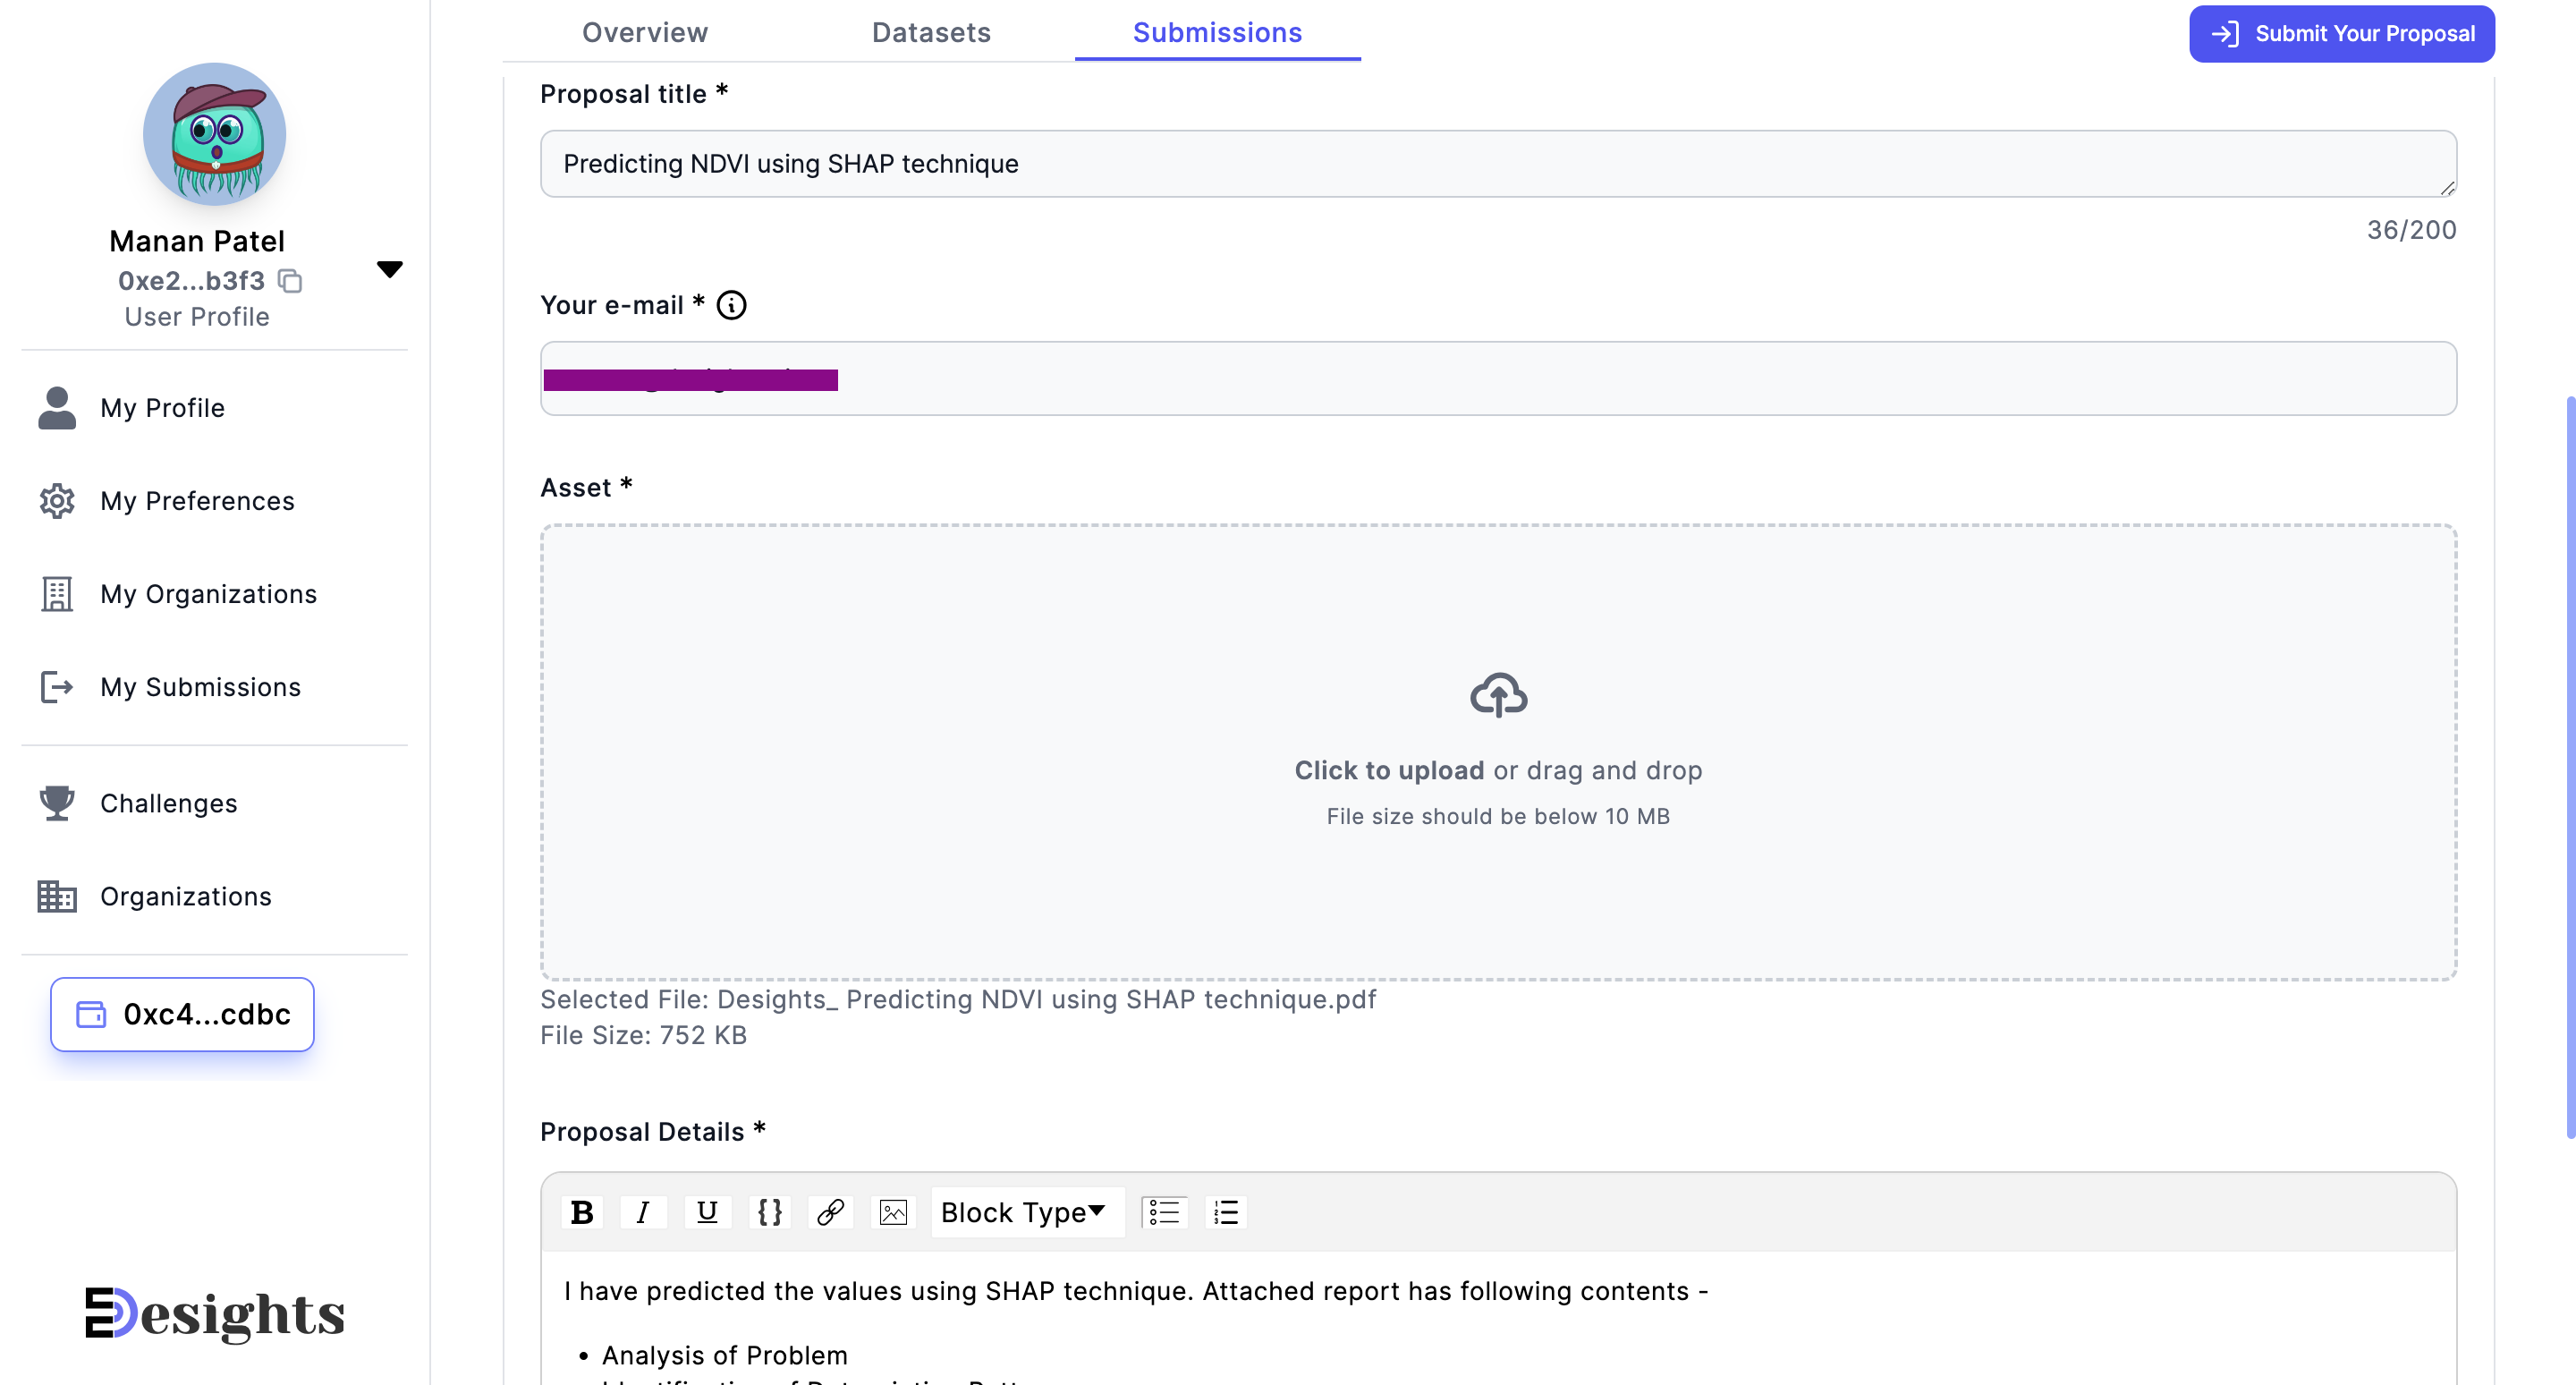 Overview
Datasets
Submissions
Submit Your Proposal
Manan Patel
0xe2...b3f3
User Profile
My Profile
My Preferences
My Organizations
My Submissions
Challenges
Organizations
0xc4...cdbc
Desights
Proposal title *
Predicting NDVI using SHAP technique
36/200
Your e-mail *
Asset *
Click to upload or drag and drop
File size should be below 10 MB
Selected File: Desights_ Predicting NDVI using SHAP technique.pdf
File Size: 752 KB
Proposal Details *
B I U {} Block Type
I have predicted the values using SHAP technique. Attached report has following contents -
• Analysis of Problem